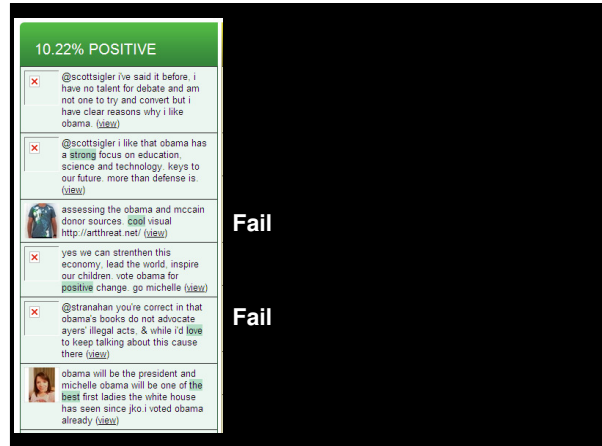 10.22% POSITIVE
@scottsigler i've said it before, i
have no talent for debate and am
not one to try and convert but i
have clear reasons why i like
obama. (view)
@scottsigler i like that obama has
a strong focus on education,
science and technology. keys to
our future. more than defense is.
(view)
assessing the obama and mccain
donor sources. cool visual
http://artthreat.net/ (view)
Fail
yes we can strenthen this
economy, lead the world, inspire
our children. vote obama for
positive change. go michelle (view)
@stranahan you're correct in that
obama's books do not advocate
ayers' illegal acts, & while i'd love
to keep talking about this cause
there (view)
Fail
obama will be the president and
michelle obama will be one of the
best first ladies the white house
has seen since jko.i voted obama
already (view)